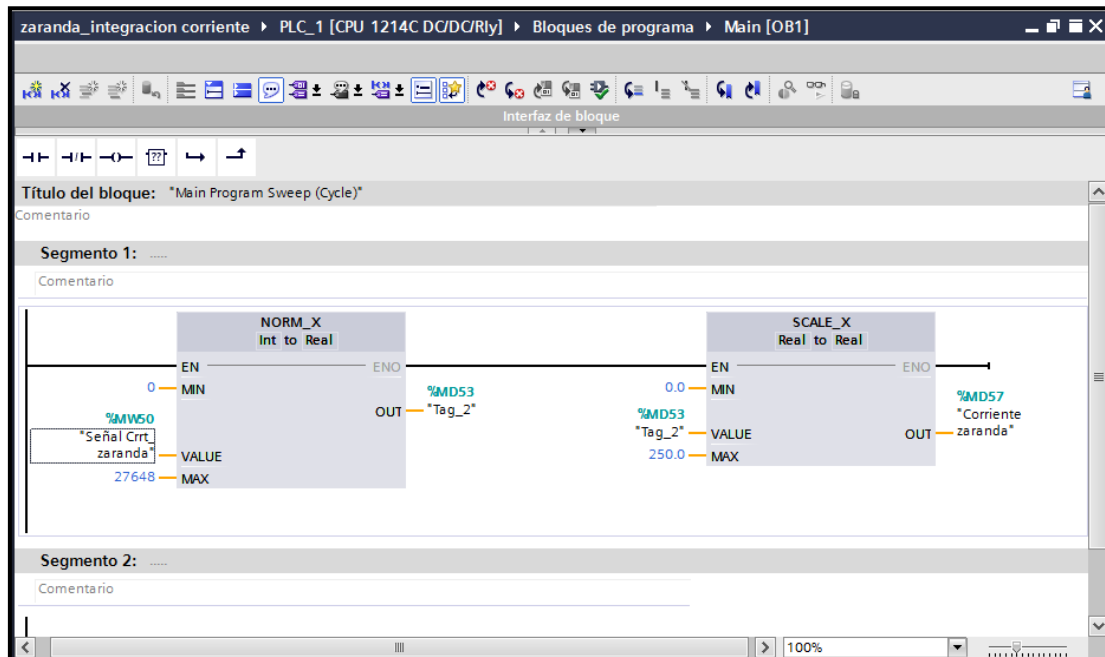 zaranda_integracion corriente ▸ PLC_1 [CPU 1214C DC/DC/Rly] ▸ Bloques de programa ▸ Main [OB1]
Interfaz de bloque
Título del bloque: "Main Program Sweep (Cycle)"
Comentario
Segmento 1: .....
Comentario
NORM_X
Int to Real
EN
ENO
0
MIN
%MW50
"Señal Crrt_
zaranda"
VALUE
27648
MAX
OUT
%MD53
"Tag_2"
SCALE_X
Real to Real
EN
ENO
0.0
MIN
%MD53
"Tag_2"
VALUE
250.0
MAX
OUT
%MD57
"Corriente
zaranda"
Segmento 2: .....
Comentario
100%